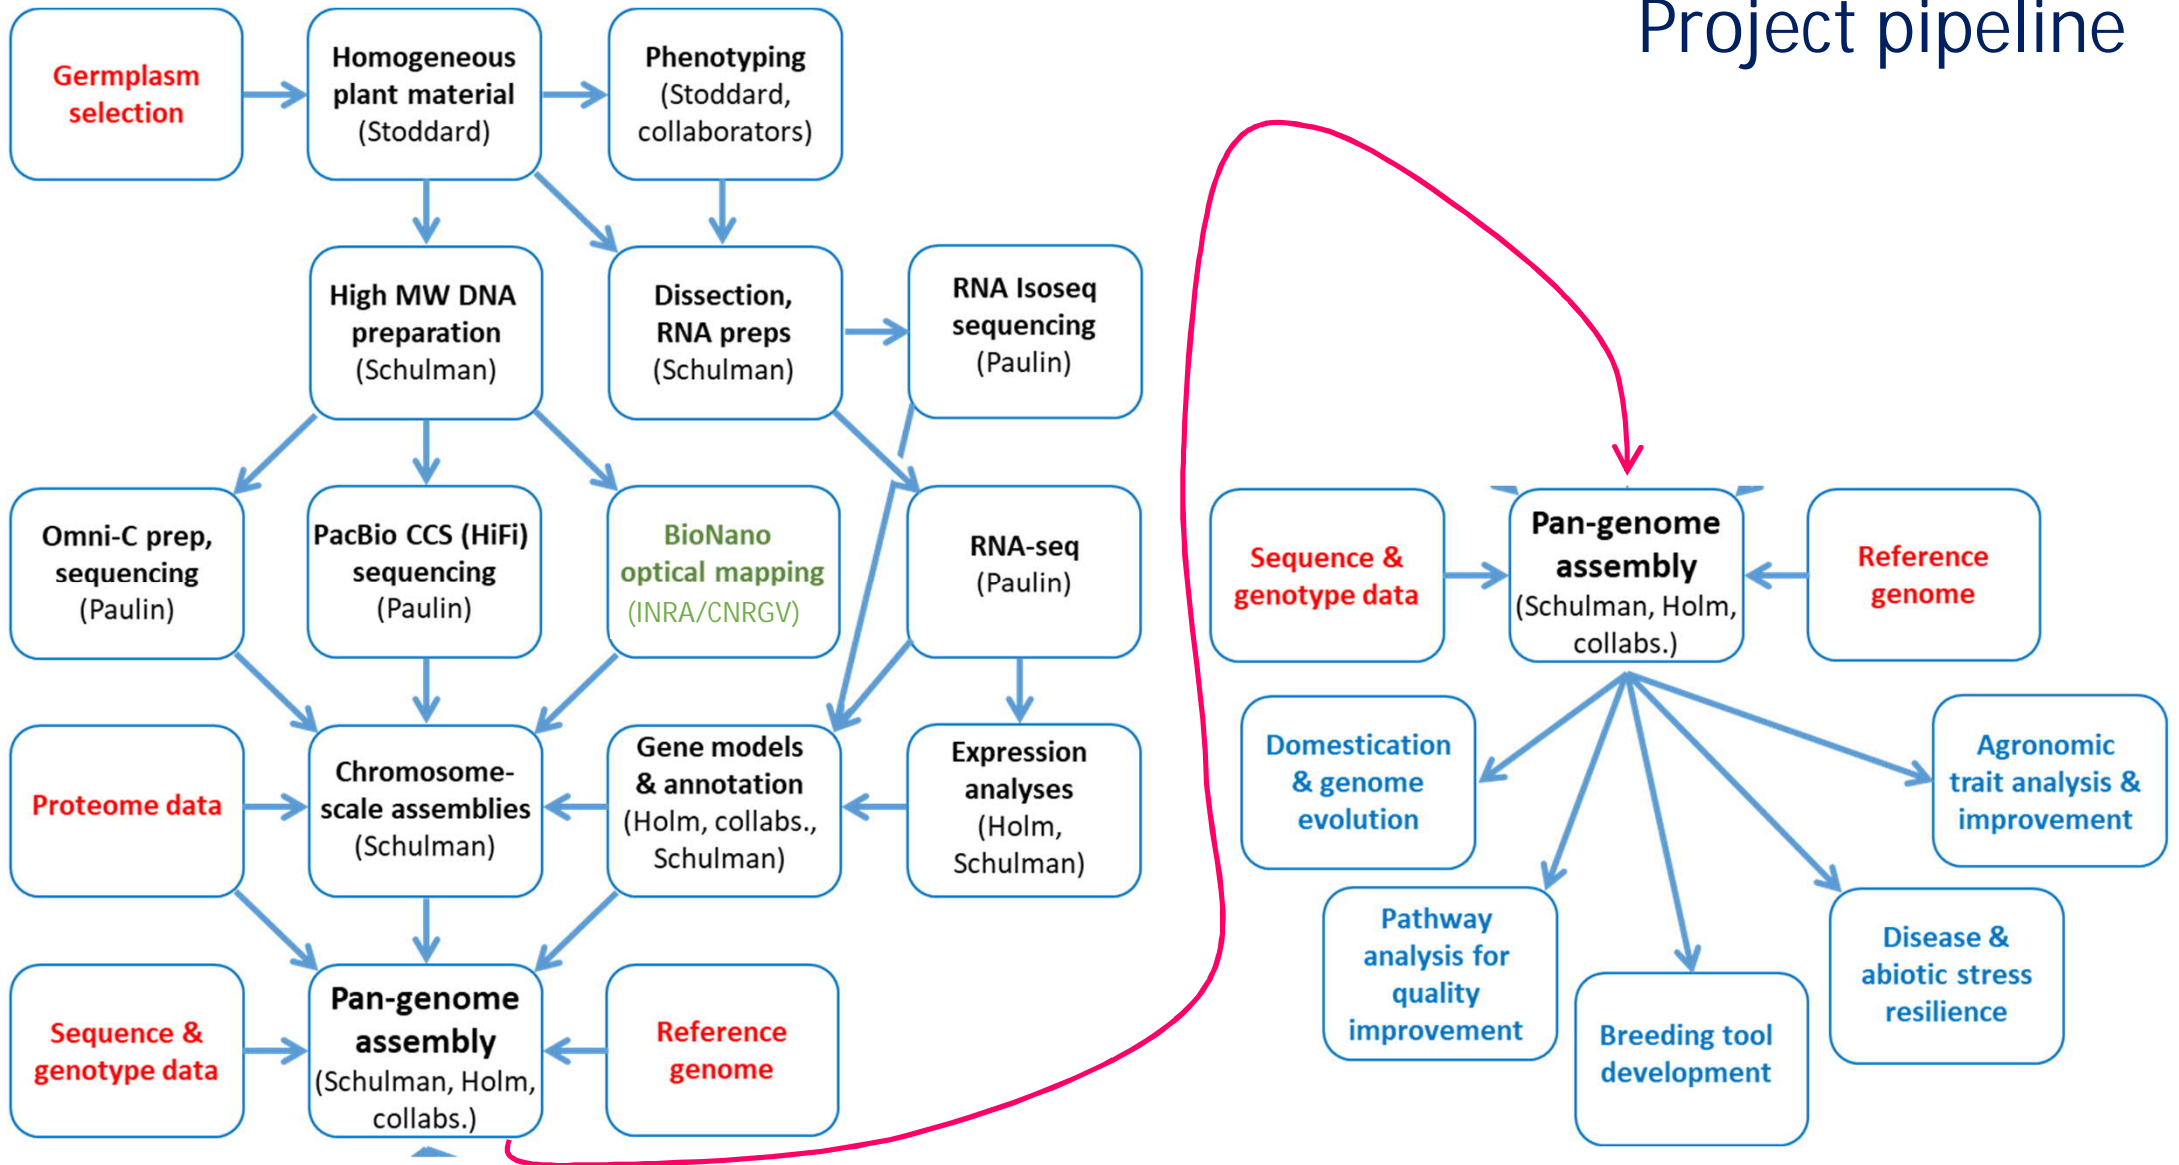 Project pipeline
Germplasm
selection
Homogeneous
plant material
(Stoddard)
Phenotyping
(Stoddard,
collaborators)
High MW DNA
preparation
(Schulman)
Dissection,
RNA preps
(Schulman)
RNA Isoseq
sequencing
(Paulin)
Omni-C prep,
sequencing
(Paulin)
PacBio CCS (HiFi)
sequencing
(Paulin)
BioNano
optical mapping
(INRA/CNRGV)
RNA-seq
(Paulin)
Proteome data
Chromosome-
scale assemblies
(Schulman)
Gene models
& annotation
(Holm, collabs.,
Schulman)
Expression
analyses
(Holm,
Schulman)
Sequence &
genotype data
Pan-genome
assembly
(Schulman, Holm,
collabs.)
Reference
genome
Sequence &
genotype data
Pan-genome
assembly
(Schulman, Holm,
collabs.)
Reference
genome
Domestication
& genome
evolution
Pathway
analysis for
quality
improvement
Breeding tool
development
Disease &
abiotic stress
resilience
Agronomic
trait analysis &
improvement